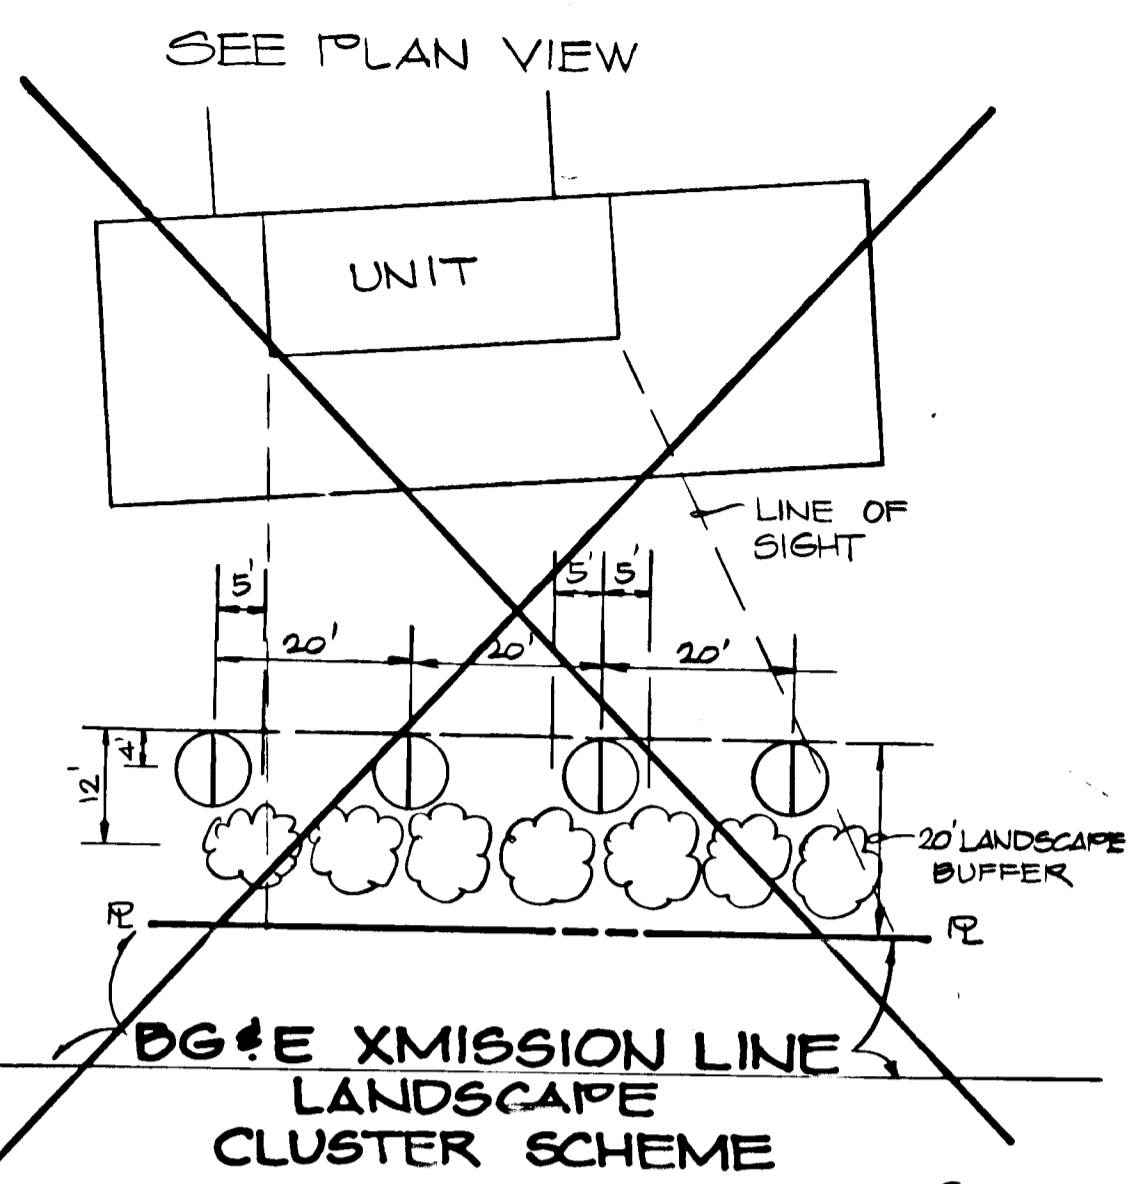 SEE PLAN VIEW
UNIT
LINE OF
SIGHT
5' 5' 5'
20' 20' 20'
12' 4'
20' LANDSCAPE
BUFFER
PL PL
BG&E XMISSION LINE
LANDSCAPE
CLUSTER SCHEME